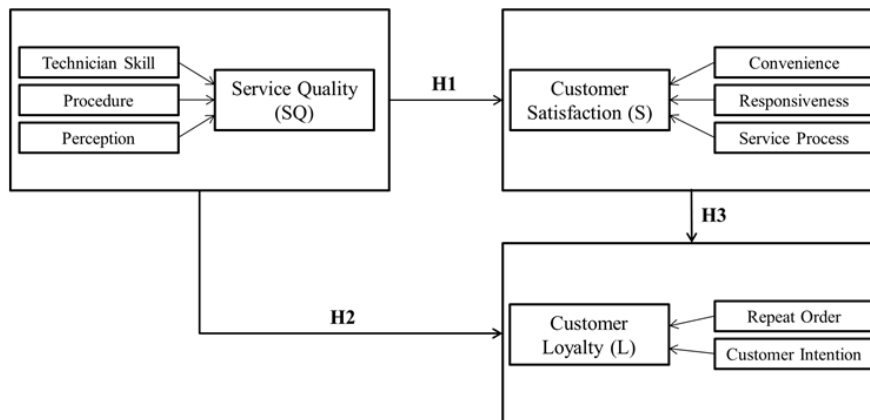 Technician Skill
Procedure
Perception
Service Quality
(SQ)
H1
Customer
Satisfaction (S)
Convenience
Responsiveness
Service Process
H3
H2
Customer
Loyalty (L)
Repeat Order
Customer Intention